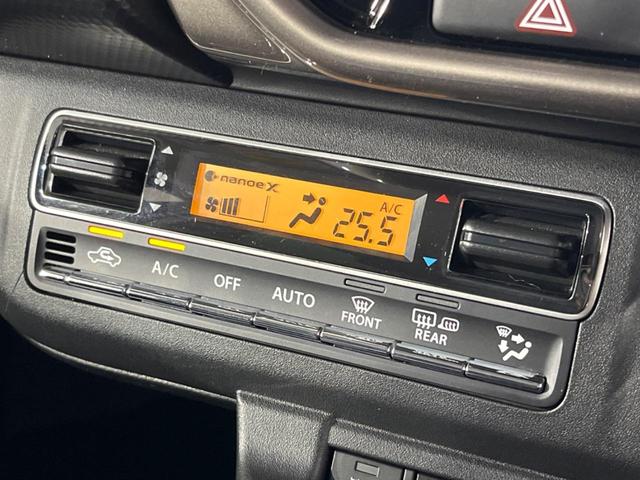 nanoeX
A/C
25.5
A/C
OFF
AUTO
FRONT
REAR